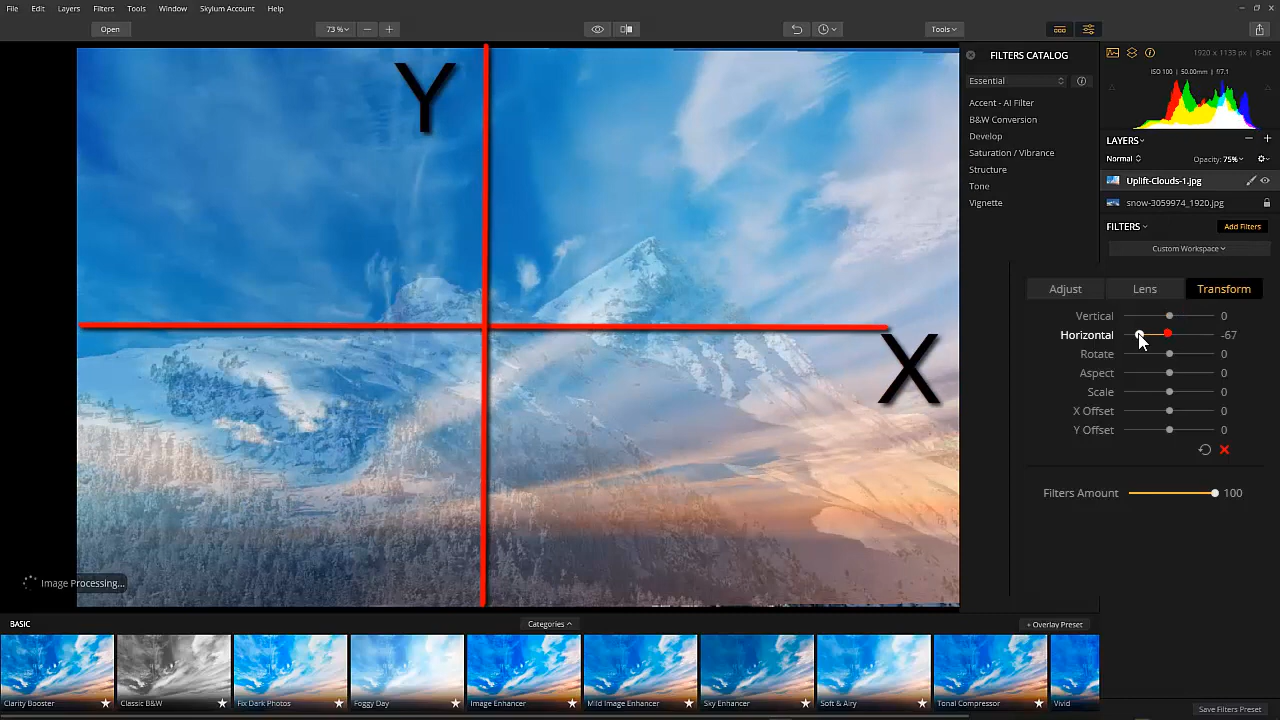 File Edit Layers Filters Tools Window Skylum Account Help
Open 73 % Tools
FILTERS CATALOG
Essential
Accent - AI Filter
B&W Conversion
Develop
Saturation / Vibrance
Structure
Tone
Vignette
1920 x 1133 px 8-bit
ISO 100 | 50.00mm | f/7.1
LAYERS
Normal Opacity: 75%
Uplift-Clouds-1.jpg
snow-3059974_1920.jpg
FILTERS Add Filters
Custom Workspace
Adjust Lens Transform
Vertical 0
Horizontal -67
Rotate 0
Aspect 0
Scale 0
X Offset 0
Y Offset 0
Filters Amount 100
Y
X
Image Processing...
BASIC Categories + Overlay Preset
Clarity Booster Classic B&W Fix Dark Photos Foggy Day Image Enhancer Mild Image Enhancer Sky Enhancer Soft & Airy Tonal Compressor Vivid
Save Filters Preset